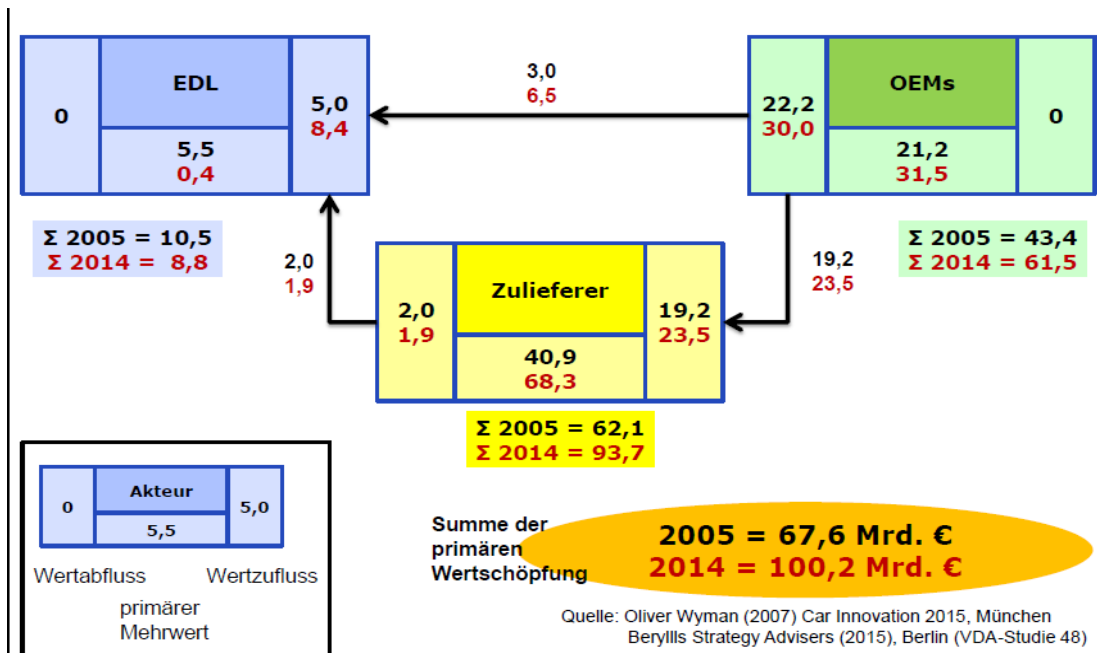 EDL
0
5,0
8,4
5,5
0,4
Σ 2005 = 10,5
Σ 2014 = 8,8
3,0
6,5
OEMs
22,2
30,0
0
21,2
31,5
Σ 2005 = 43,4
Σ 2014 = 61,5
2,0
1,9
19,2
23,5
Zulieferer
2,0
1,9
19,2
23,5
40,9
68,3
Σ 2005 = 62,1
Σ 2014 = 93,7
Akteur
0
5,0
5,5
Wertabfluss
Wertzufluss
primärer
Mehrwert
Summe der
primären
Wertschöpfung
2005 = 67,6 Mrd. €
2014 = 100,2 Mrd. €
Quelle: Oliver Wyman (2007) Car Innovation 2015, München
Beryllls Strategy Advisers (2015), Berlin (VDA-Studie 48)